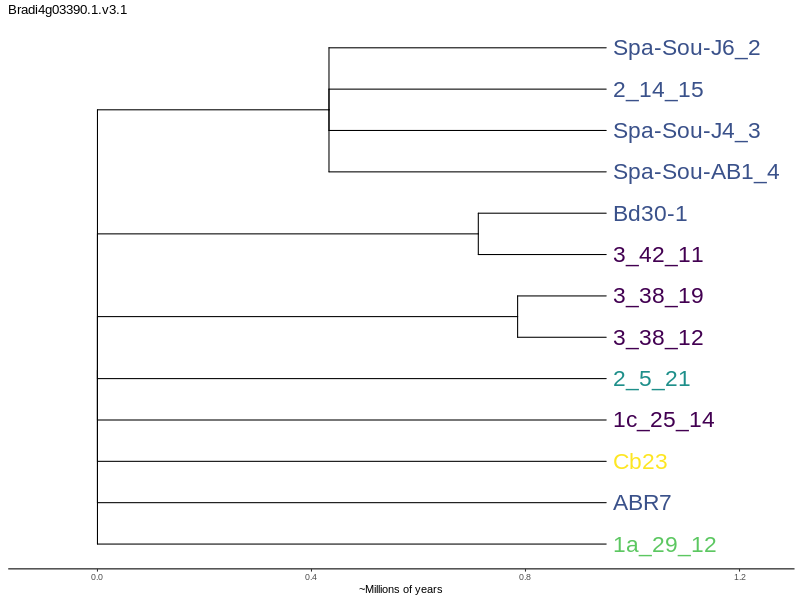 Bradi4g03390.1.v3.1
Spa-Sou-J6_2
2_14_15
Spa-Sou-J4_3
Spa-Sou-AB1_4
Bd30-1
3_42_11
3_38_19
3_38_12
2_5_21
1c_25_14
Cb23
ABR7
1a_29_12
0.0 0.4 0.8 1.2
~Millions of years